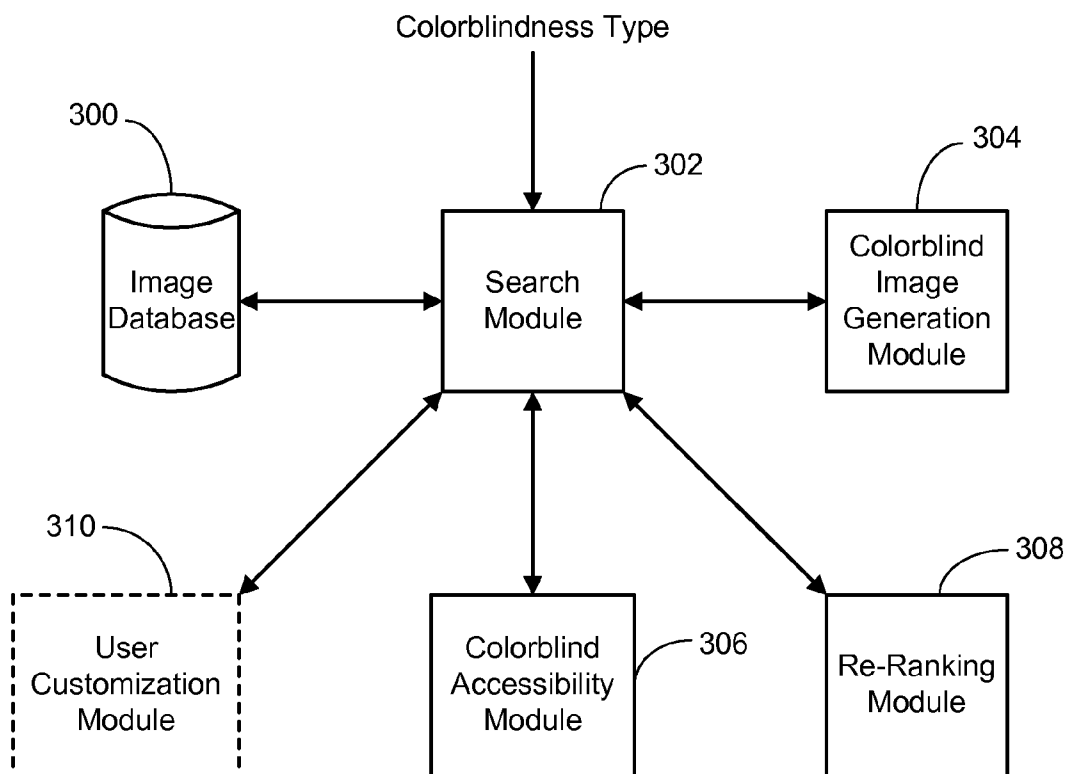 Colorblindness Type
300
302
304
Image
Database
Search
Module
Colorblind
Image
Generation
Module
310
306
308
User
Customization
Module
Colorblind
Accessibility
Module
Re-Ranking
Module